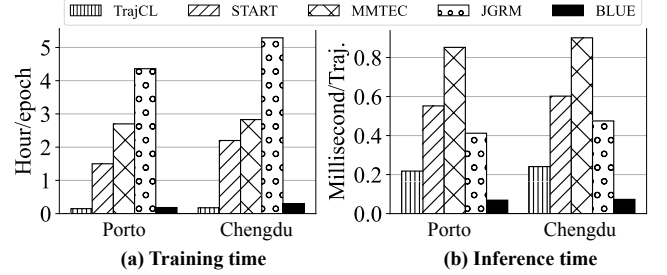 TrajCL START MMTEC JGRM BLUE
Hour/epoch
5
4
3
2
1
0
Porto Chengdu
(a) Training time
Millisecond/Traj.
0.8
0.6
0.4
0.2
0.0
Porto Chengdu
(b) Inference time